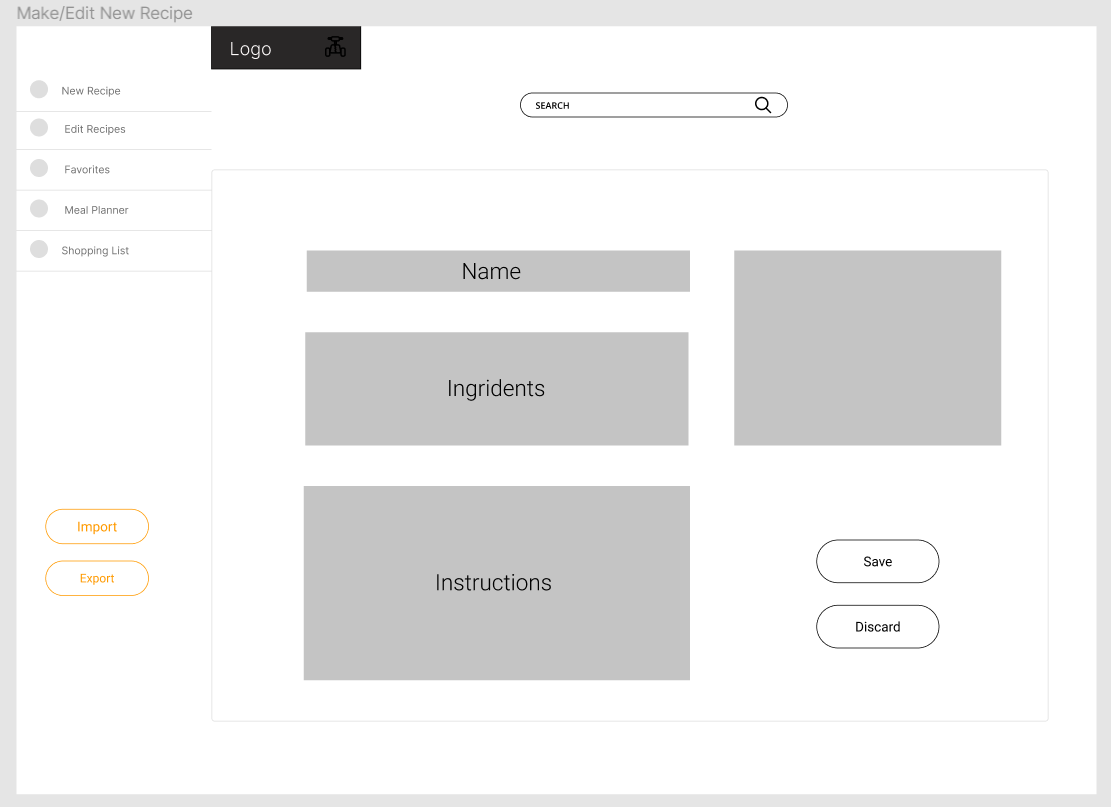 Make/Edit New Recipe
Logo
New Recipe
SEARCH
Edit Recipes
Favorites
Meal Planner
Shopping List
Name
Ingridents
Import
Export
Instructions
Save
Discard